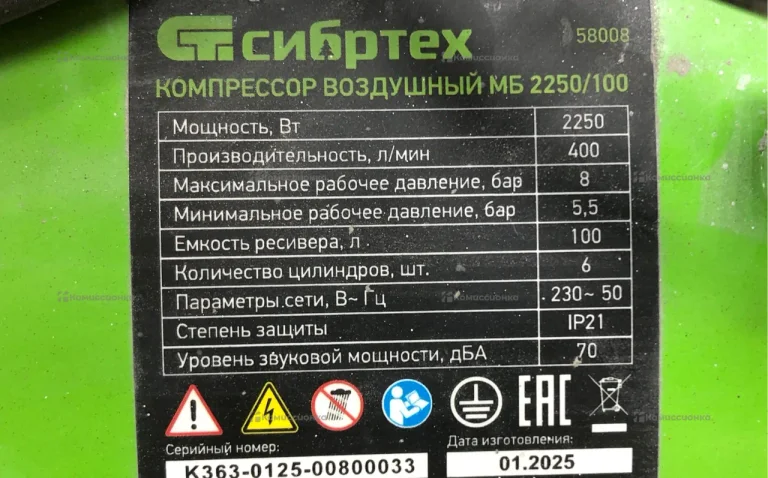 сибртех
58008
КОМПРЕССОР ВОЗДУШНЫЙ МБ 2250/100
Мощность, Вт 2250
Производительность, л/мин 400
Максимальное рабочее давление, бар 8
Минимальное рабочее давление, бар 5,5
Емкость ресивера, л 100
Количество цилиндров, шт. 6
Параметры сети, В~ Гц 230~ 50
Степень защиты IP21
Уровень звуковой мощности, дБА 70
EAC
Серийный номер: Дата изготовления:
K363-0125-00800033 01.2025
Комиссионка